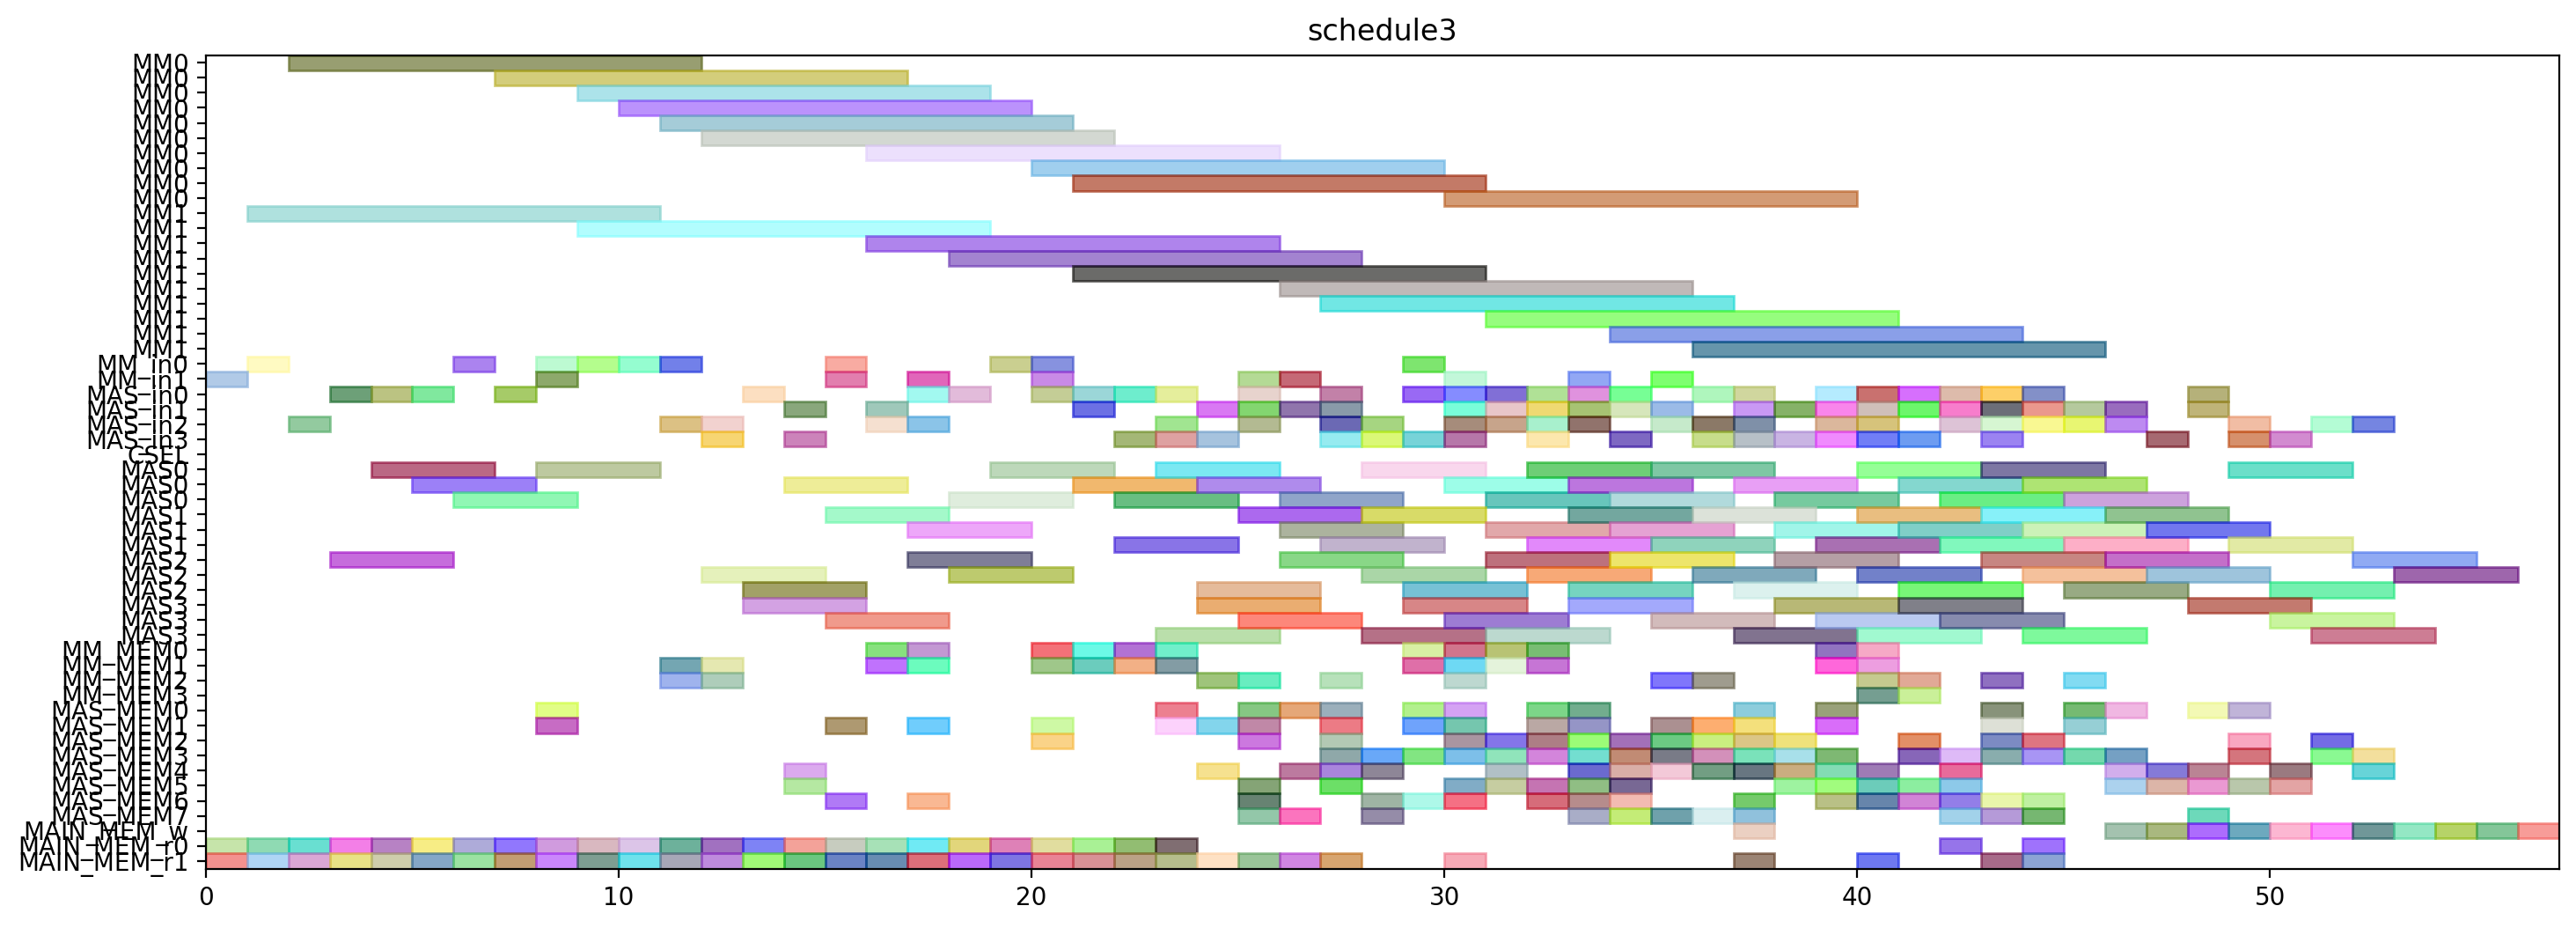 schedule3
MM0
MM0
MM0
MM0
MM0
MM0
MM0
MM0
MM0
MM0
MM1
MM1
MM1
MM1
MM1
MM1
MM1
MM1
MM1
MM1
MM_in0
MM_in1
MAS_in0
MAS_in1
MAS_in2
MAS_in3
CSEL
MAS0
MAS0
MAS0
MAS1
MAS1
MAS1
MAS2
MAS2
MAS2
MAS3
MAS3
MAS3
MM_MEM0
MM_MEM1
MM_MEM2
MM_MEM3
MAS_MEM0
MAS_MEM1
MAS_MEM2
MAS_MEM3
MAS_MEM4
MAS_MEM5
MAS_MEM6
MAS_MEM7
MAIN_MEM_w
MAIN_MEM_r0
MAIN_MEM_r1
0 10 20 30 40 50